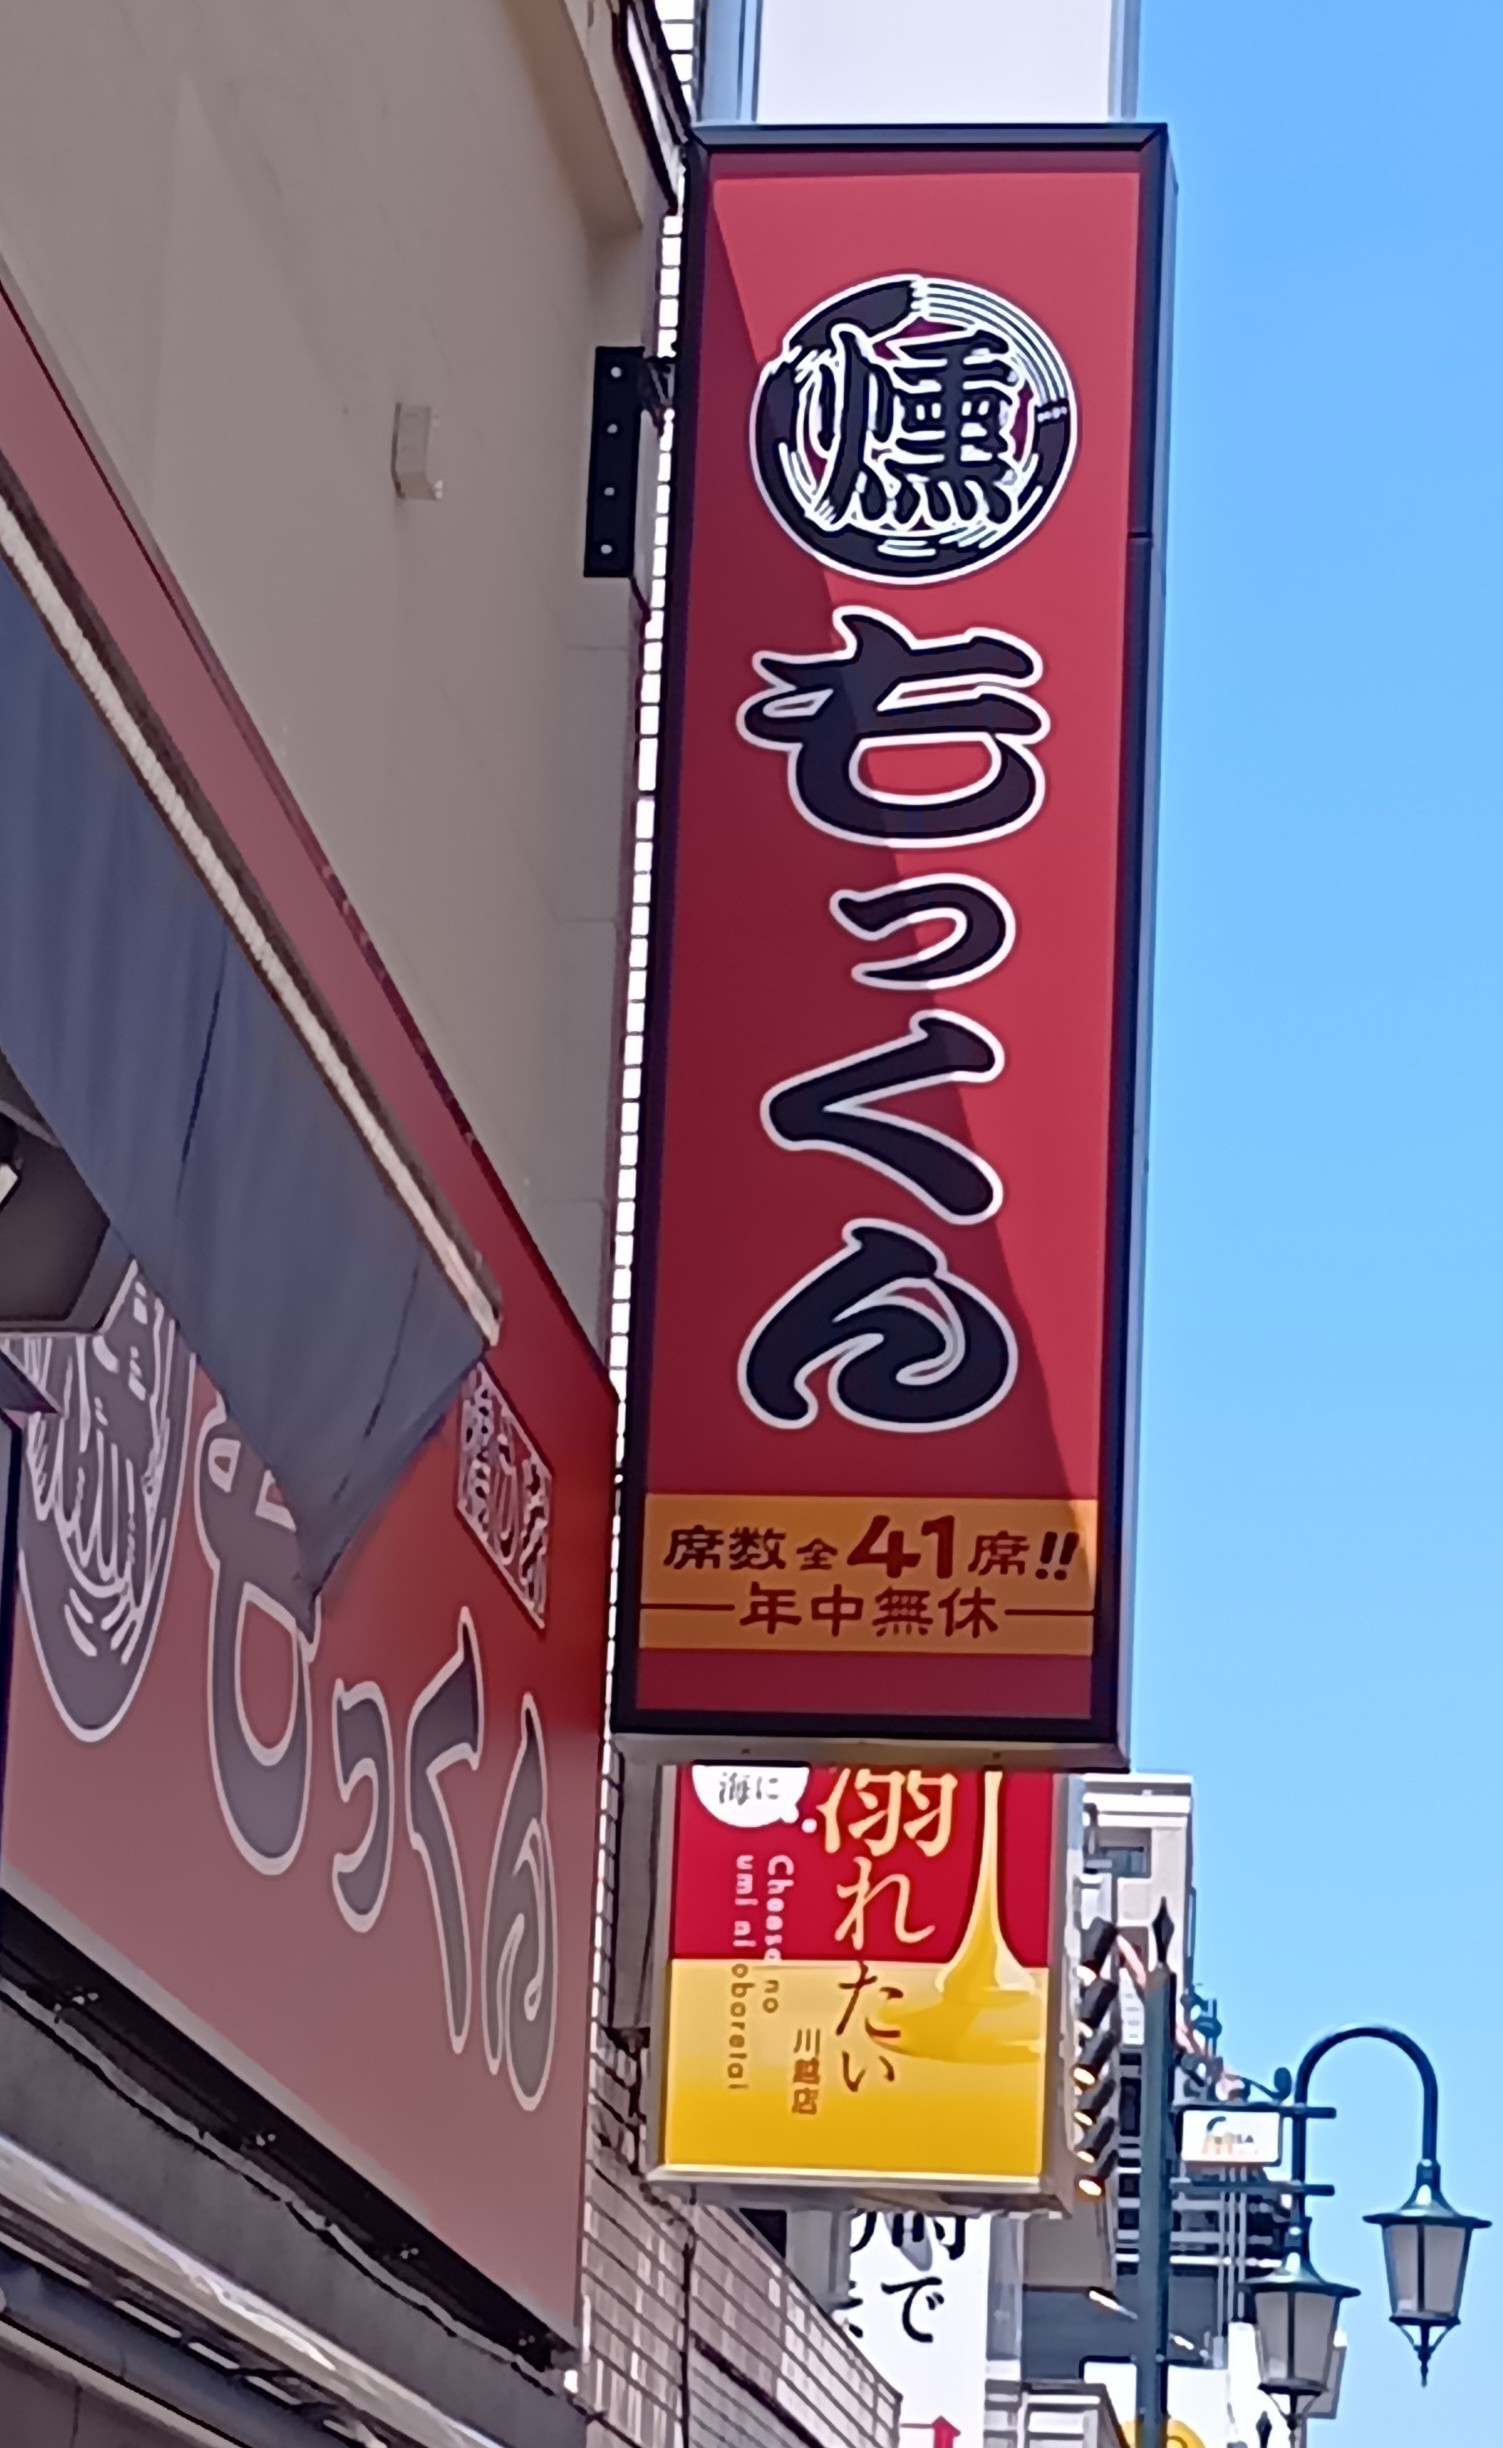 燻
もっくん
席数全41席!!
年中無休
もっくん
海に
溺れたい
Cheese no
umi ni oboretai
川越店
で